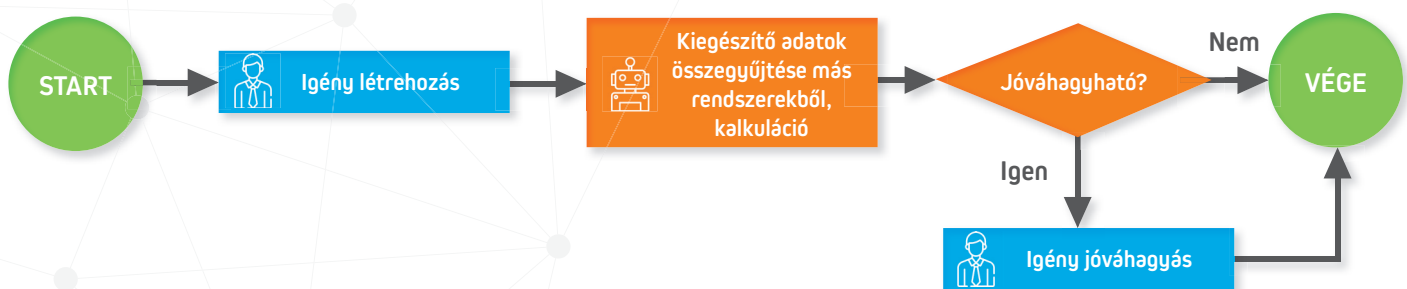 START
Igény létrehozás
Kiegészítő adatok
összegyűjtése más
rendszerekből,
kalkuláció
Jóváhagyható?
Nem
VÉGE
Igen
Igény jóváhagyás